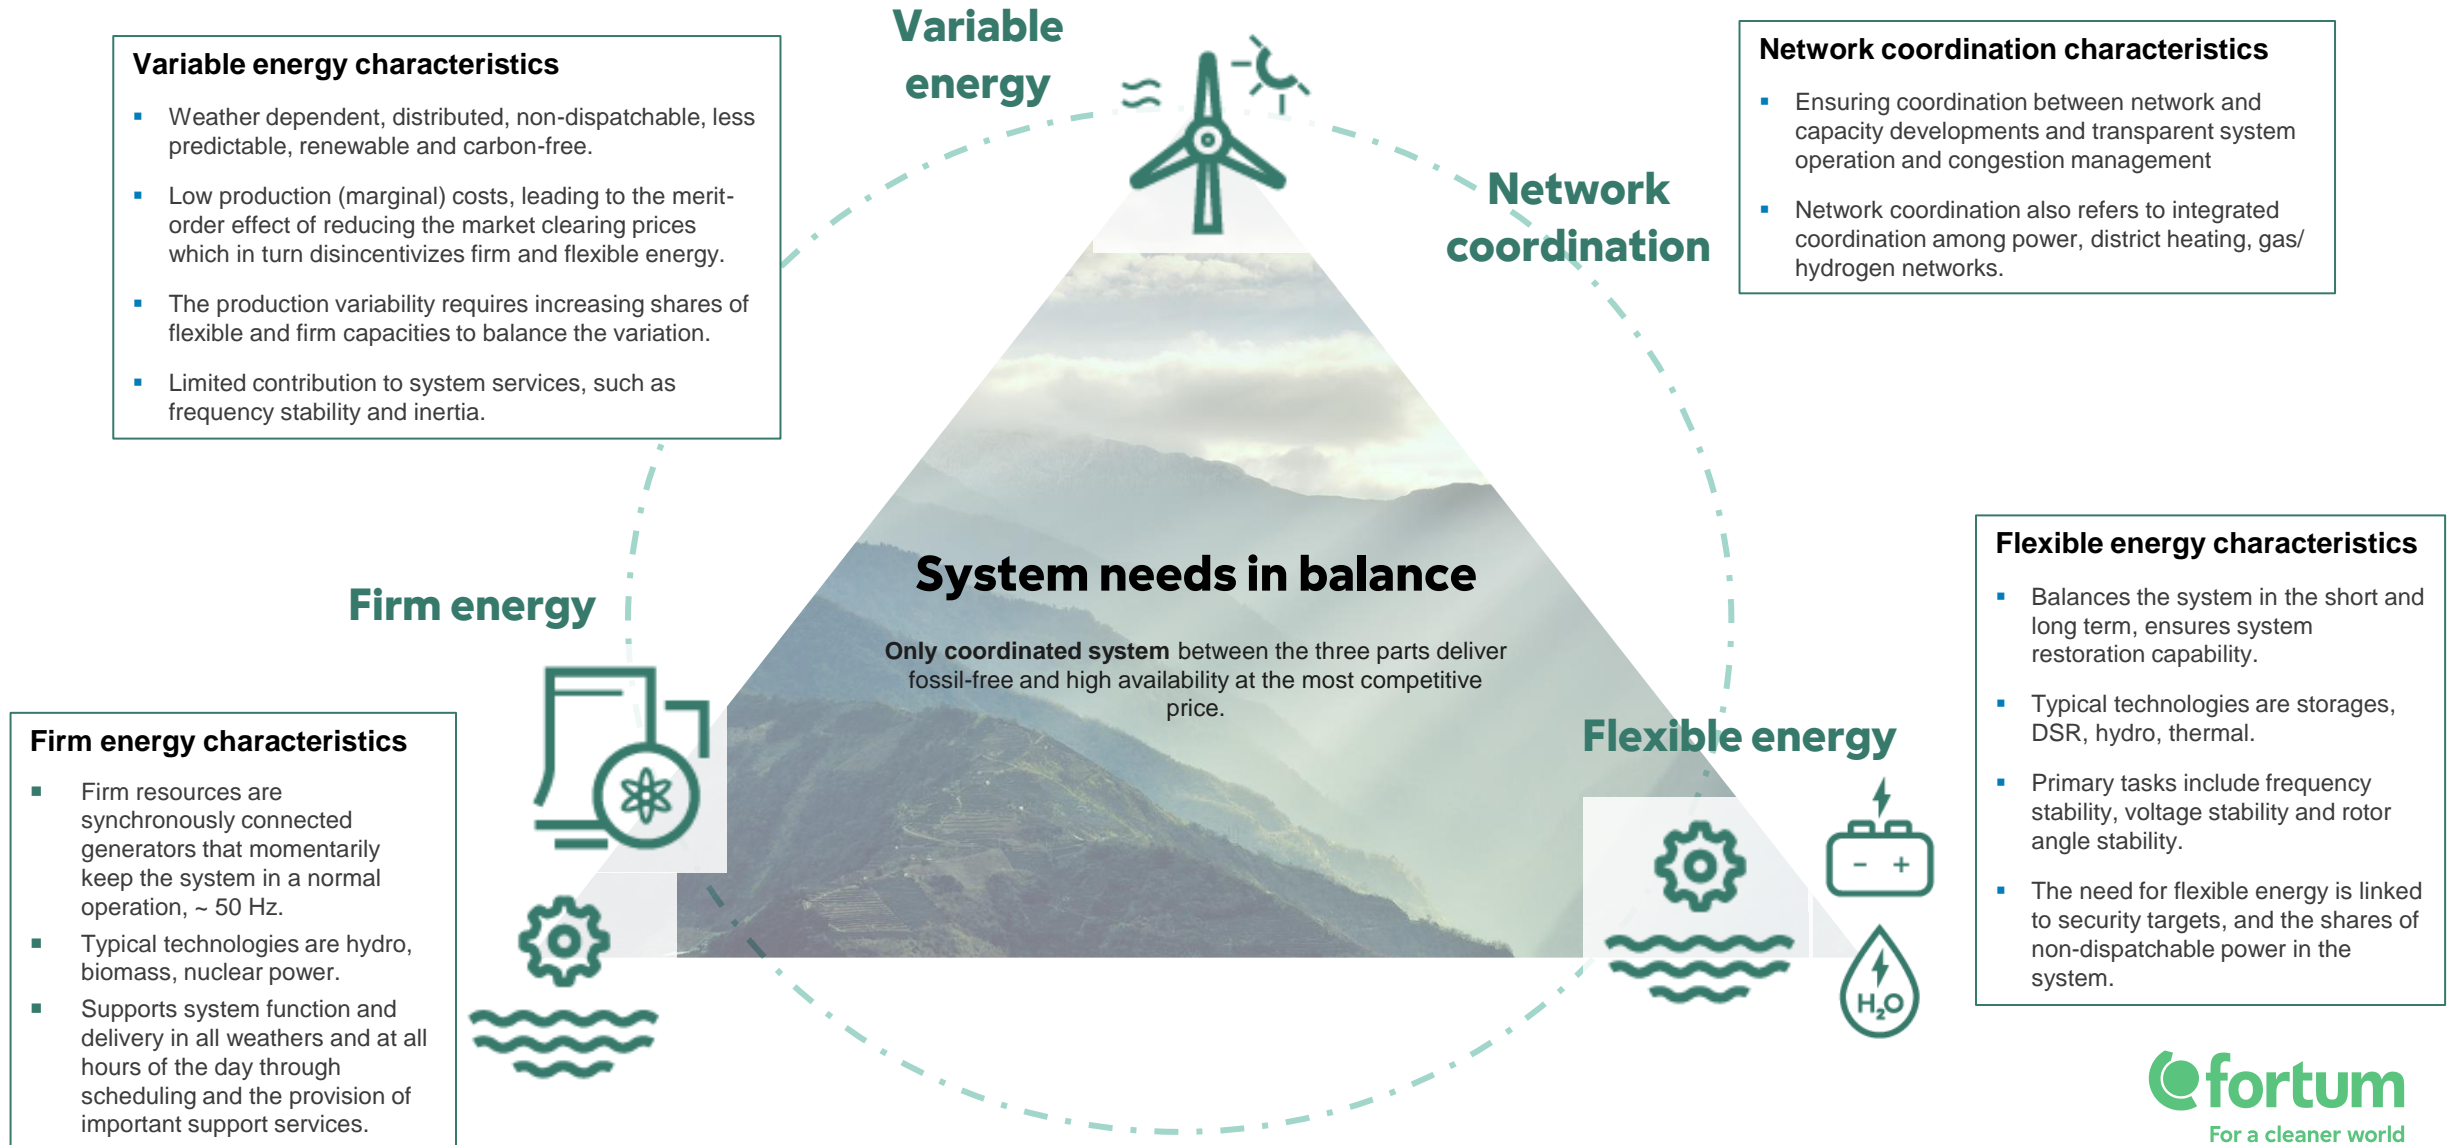 Variable
energy
Variable energy characteristics
▪ Weather dependent, distributed, non-dispatchable, less
predictable, renewable and carbon-free.
▪ Low production (marginal) costs, leading to the merit-
order effect of reducing the market clearing prices
which in turn disincentivizes firm and flexible energy.
▪ The production variability requires increasing shares of
flexible and firm capacities to balance the variation.
▪ Limited contribution to system services, such as
frequency stability and inertia.
Network
coordination
Network coordination characteristics
▪ Ensuring coordination between network and
capacity developments and transparent system
operation and congestion management
▪ Network coordination also refers to integrated
coordination among power, district heating, gas/
hydrogen networks.
System needs in balance
Only coordinated system between the three parts deliver
fossil-free and high availability at the most competitive
price.
Firm energy
Firm energy characteristics
▪ Firm resources are
synchronously connected
generators that momentarily
keep the system in a normal
operation, ~ 50 Hz.
▪ Typical technologies are hydro,
biomass, nuclear power.
▪ Supports system function and
delivery in all weathers and at all
hours of the day through
scheduling and the provision of
important support services.
Flexible energy
- +
H₂O
Flexible energy characteristics
▪ Balances the system in the short and
long term, ensures system
restoration capability.
▪ Typical technologies are storages,
DSR, hydro, thermal.
▪ Primary tasks include frequency
stability, voltage stability and rotor
angle stability.
▪ The need for flexible energy is linked
to security targets, and the shares of
non-dispatchable power in the
system.
fortum
For a cleaner world